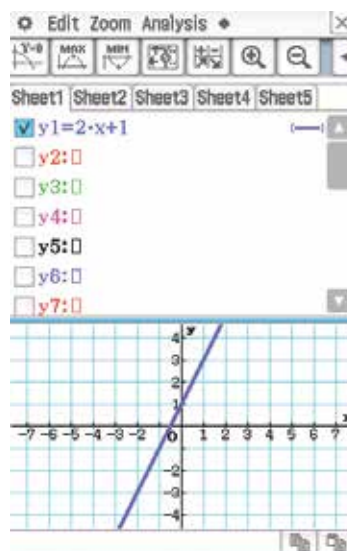 Edit Zoom Analysis
Y=0 MAX MIN
Sheet1 Sheet2 Sheet3 Sheet4 Sheet5
y1=2·x+1
y2:
y3:
y4:
y5:
y6:
y7:
4 y
3
2
1
-7 -6 -5 -4 -3 -2 0 1 2 3 4 5 6 7 x
-2
-3
-4